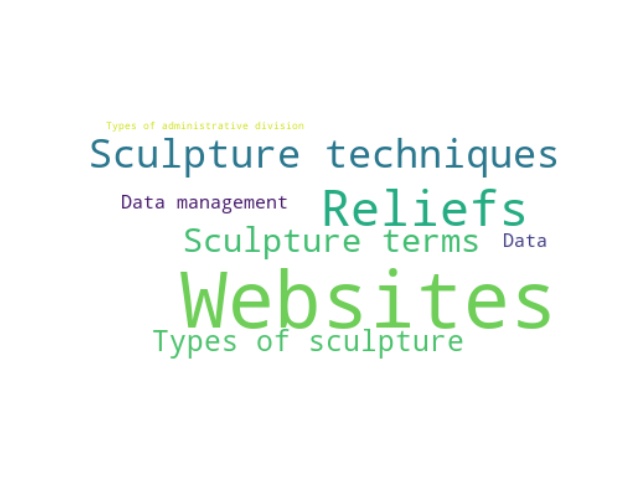 Types of administrative division
Sculpture techniques
Data management
Reliefs
Sculpture terms
Data
Websites
Types of sculpture